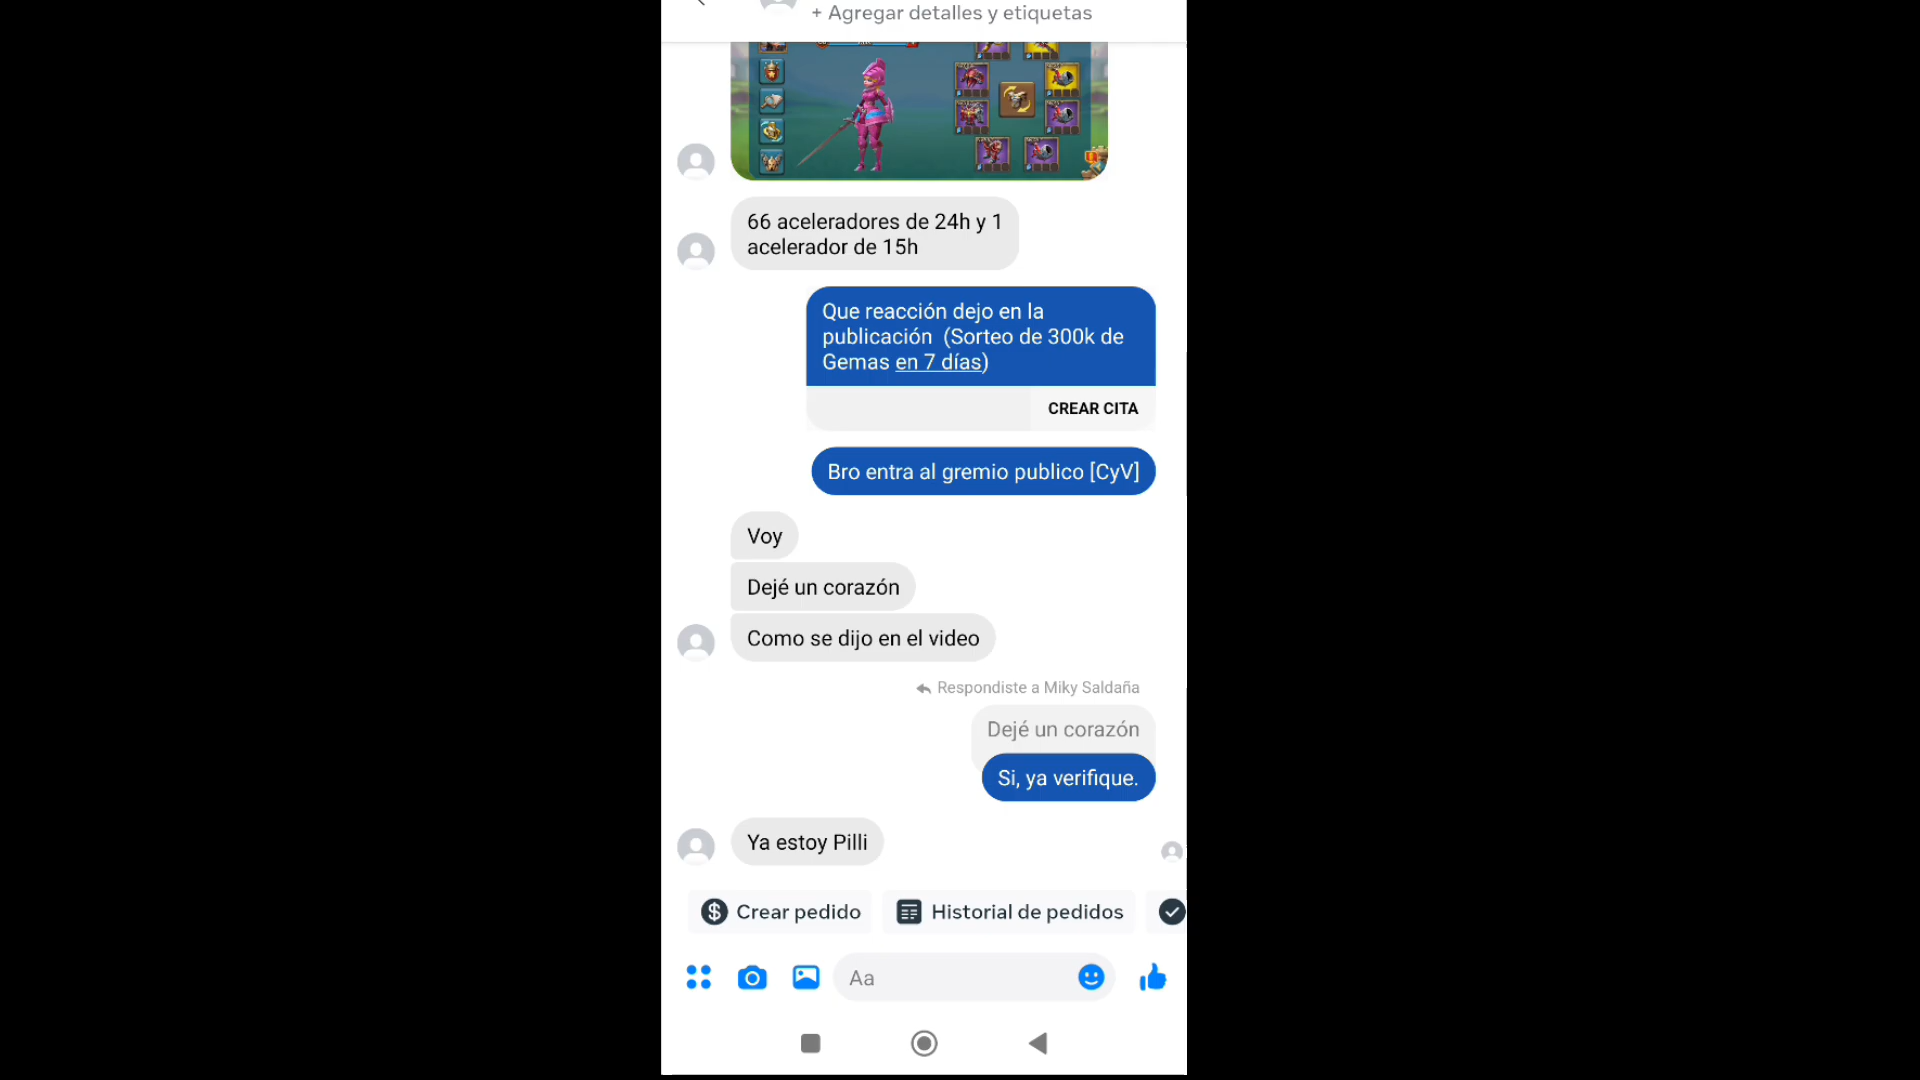 + Agregar detalles y etiquetas
66 aceleradores de 24h y 1
acelerador de 15h
Que reacción dejo en la
publicación (Sorteo de 300k de
Gemas en 7 días)
CREAR CITA
Bro entra al gremio publico [CyV]
Voy
Dejé un corazón
Como se dijo en el video
Respondiste a Miky Saldaña
Dejé un corazón
Si, ya verifique.
Ya estoy Pilli
Crear pedido
Historial de pedidos
Aa